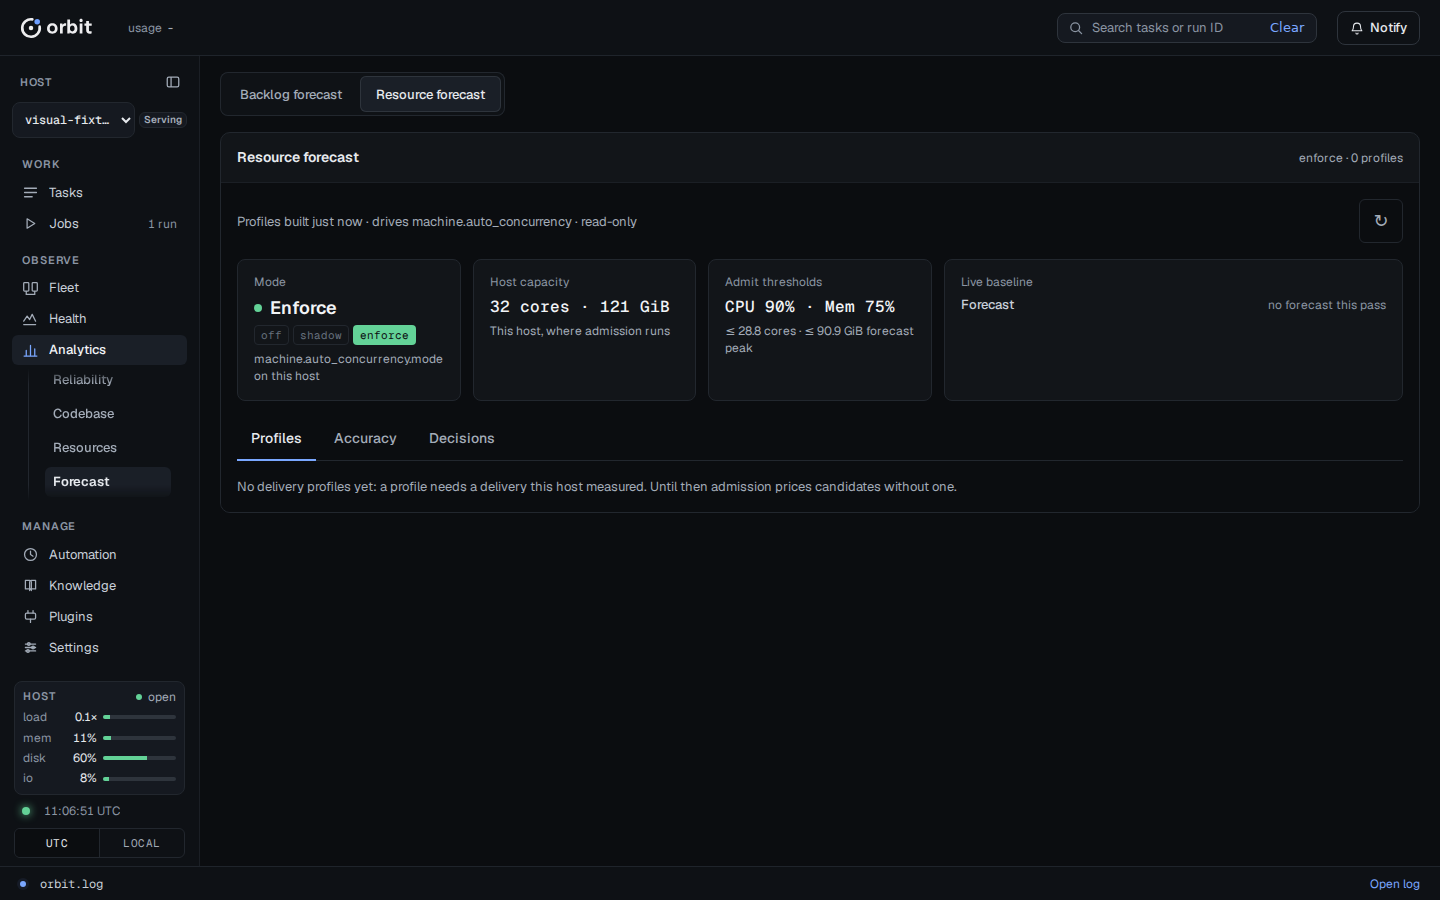 orbit
usage -
Search tasks or run ID
Clear
Notify
HOST
visual-fixt…
Serving
WORK
Tasks
Jobs
1 run
OBSERVE
Fleet
Health
Analytics
Reliability
Codebase
Resources
Forecast
MANAGE
Automation
Knowledge
Plugins
Settings
HOST
open
load 0.1×
mem 11%
disk 60%
io 8%
11:06:51 UTC
UTC
LOCAL
Backlog forecast
Resource forecast
Resource forecast
enforce · 0 profiles
Profiles built just now · drives machine.auto_concurrency · read-only
↻
Mode
Enforce
off
shadow
enforce
machine.auto_concurrency.mode
on this host
Host capacity
32 cores · 121 GiB
This host, where admission runs
Admit thresholds
CPU 90% · Mem 75%
≤ 28.8 cores · ≤ 90.9 GiB forecast
peak
Live baseline
Forecast
no forecast this pass
Profiles
Accuracy
Decisions
No delivery profiles yet: a profile needs a delivery this host measured. Until then admission prices candidates without one.
orbit.log
Open log